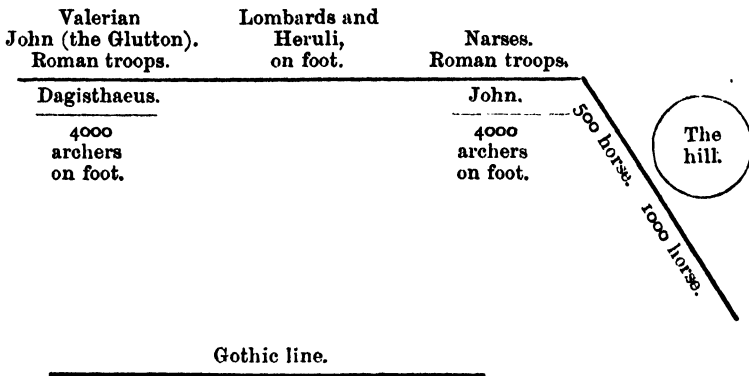 Valerian
John (the Glutton).
Roman troops.
Lombards and
Heruli,
on foot.
Narses.
Roman troops.
Dagisthaeus.
4000
archers
on foot.
John.
4000
archers
on foot.
500 horse. 1000 horse.
The
hill.
Gothic line.